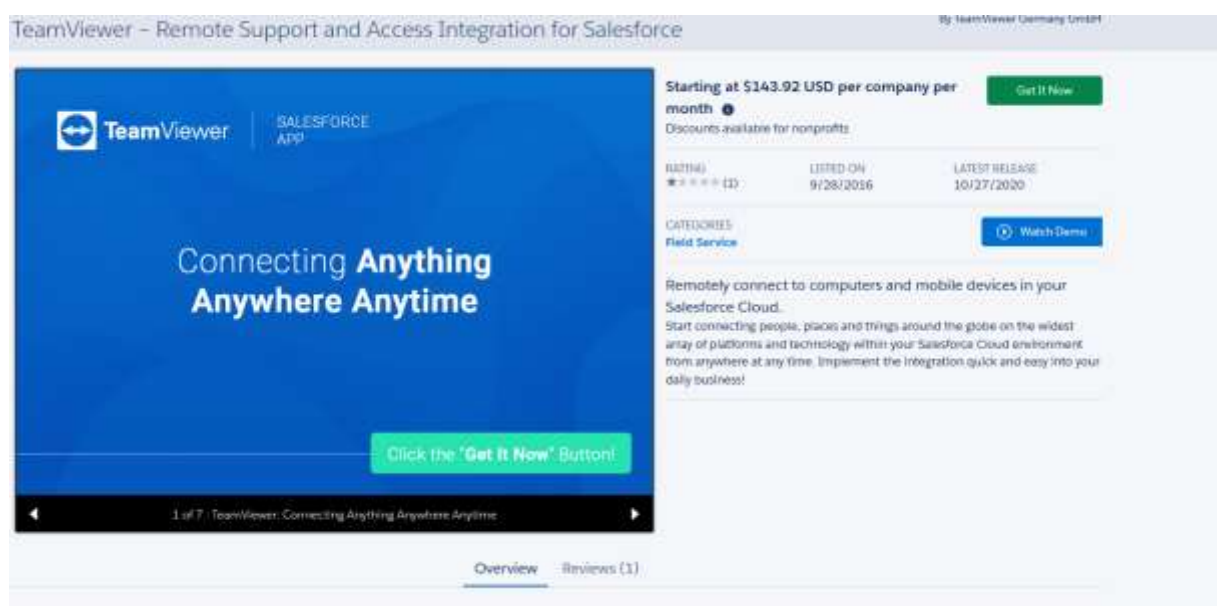 By TeamViewer Germany GmbH
TeamViewer – Remote Support and Access Integration for Salesforce
TeamViewer
SALESFORCE
APP
Connecting Anything
Anywhere Anytime
Click the "Get It Now" Button!
1 of 7 : TeamViewer: Connecting Anything Anywhere Anytime
Starting at $143.92 USD per company per
month
Get It Now
Discounts available for nonprofits
RATING
(1)
LISTED ON
9/28/2016
LATEST RELEASE
10/27/2020
CATEGORIES
Field Service
Watch Demo
Remotely connect to computers and mobile devices in your
Salesforce Cloud.
Start connecting people, places and things around the globe on the widest
array of platforms and technology within your Salesforce Cloud environment
from anywhere at any time. Implement the integration quick and easy into your
daily business!
Overview
Reviews (1)